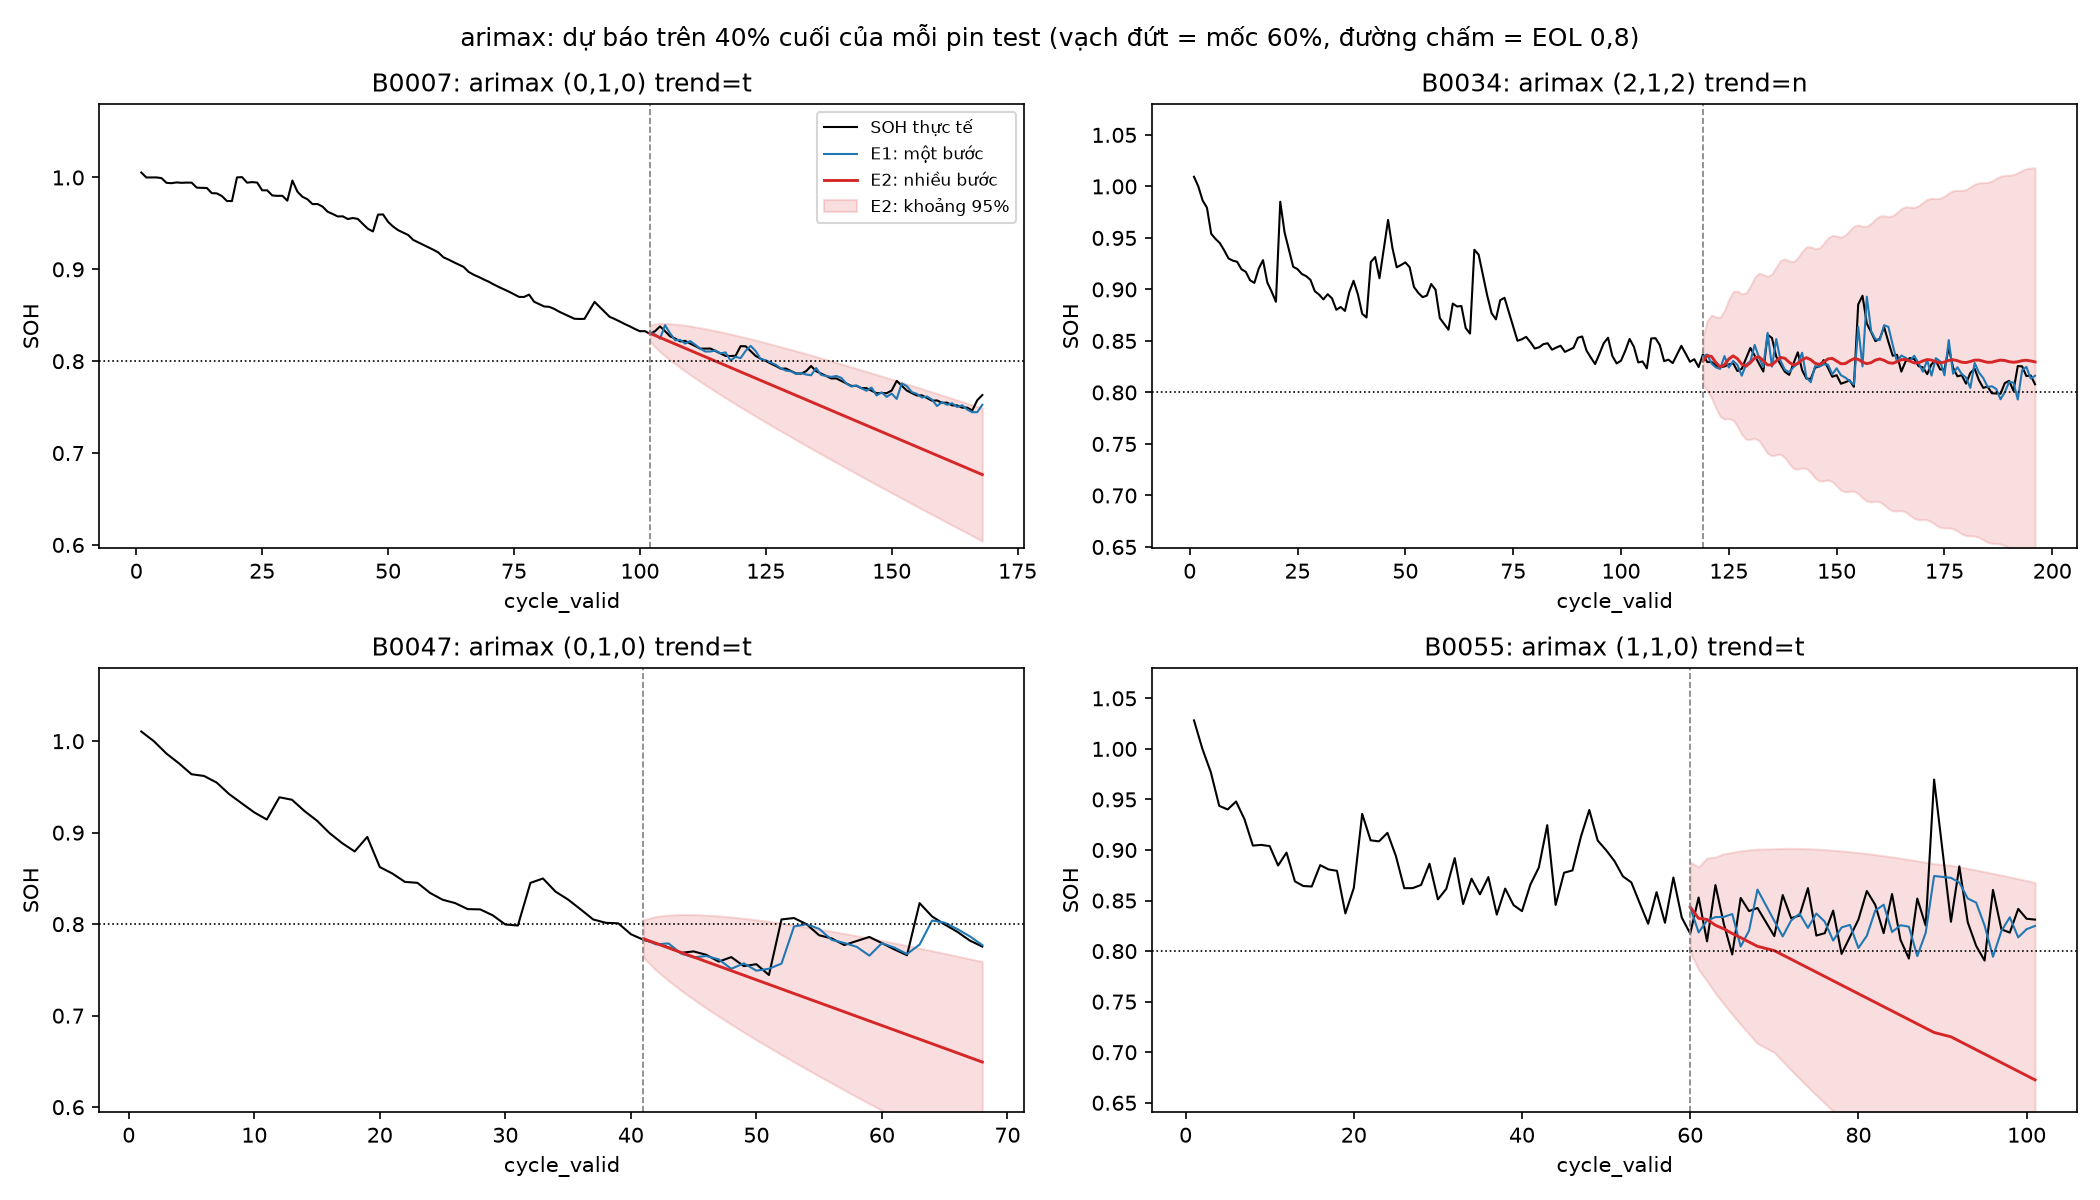 arimax: dự báo trên 40% cuối của mỗi pin test (vạch đứt = mốc 60%, đường chấm = EOL 0,8)
B0007: arimax (0,1,0) trend=t
SOH thực tế
E1: một bước
E2: nhiều bước
E2: khoảng 95%
1.0
0.9
0.8
0.7
0.6
SOH
0 25 50 75 100 125 150 175
cycle_valid
B0034: arimax (2,1,2) trend=n
1.05
1.00
0.95
0.90
0.85
0.80
0.75
0.70
0.65
SOH
0 25 50 75 100 125 150 175 200
cycle_valid
B0047: arimax (0,1,0) trend=t
1.0
0.9
0.8
0.7
0.6
SOH
0 10 20 30 40 50 60 70
cycle_valid
B0055: arimax (1,1,0) trend=t
1.05
1.00
0.95
0.90
0.85
0.80
0.75
0.70
0.65
SOH
0 20 40 60 80 100
cycle_valid